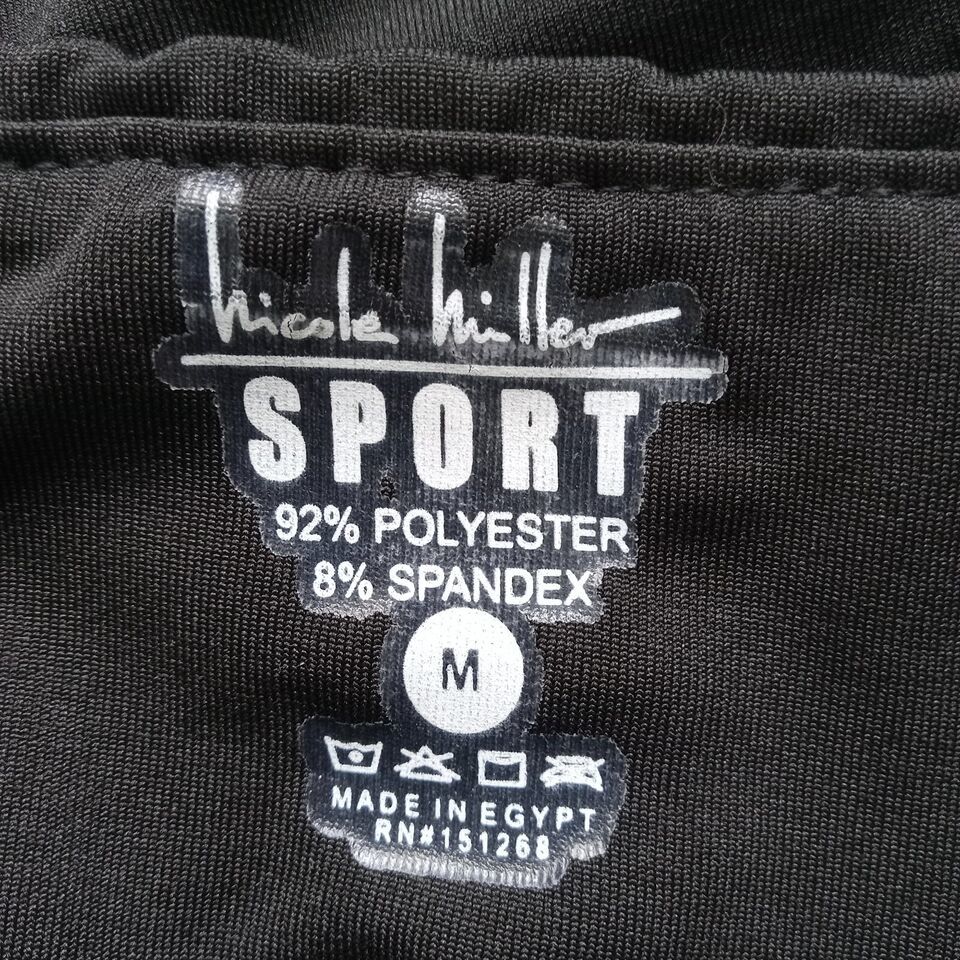 Nicole Miller
SPORT
92% POLYESTER
8% SPANDEX
M
MADE IN EGYPT
RN#151268